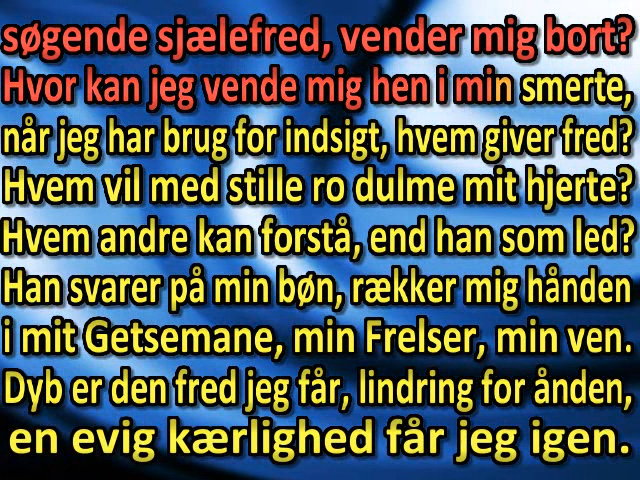 søgende sjælefred, vender mig bort?
Hvor kan jeg vende mig hen i min smerte,
når jeg har brug for indsigt, hvem giver fred?
Hvem vil med stille ro dulme mit hjerte?
Hvem andre kan forstå, end han som led?
Han svarer på min bøn, rækker mig hånden
i mit Getsemane, min Frelser, min ven.
Dyb er den fred jeg får, lindring for ånden,
en evig kærlighed får jeg igen.